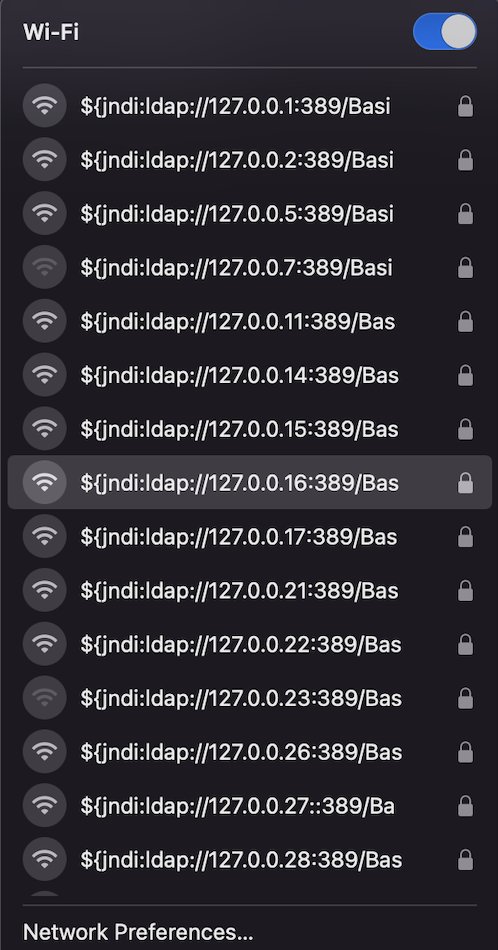 Wi-Fi
${jndi:ldap://127.0.0.1:389/Basi
${jndi:ldap://127.0.0.2:389/Basi
${jndi:ldap://127.0.0.5:389/Basi
${jndi:ldap://127.0.0.7:389/Basi
${jndi:ldap://127.0.0.11:389/Bas
${jndi:ldap://127.0.0.14:389/Bas
${jndi:ldap://127.0.0.15:389/Bas
${jndi:ldap://127.0.0.16:389/Bas
${jndi:ldap://127.0.0.17:389/Bas
${jndi:ldap://127.0.0.21:389/Bas
${jndi:ldap://127.0.0.22:389/Bas
${jndi:ldap://127.0.0.23:389/Bas
${jndi:ldap://127.0.0.26:389/Bas
${jndi:ldap://127.0.0.27::389/Ba
${jndi:ldap://127.0.0.28:389/Bas
Network Preferences...